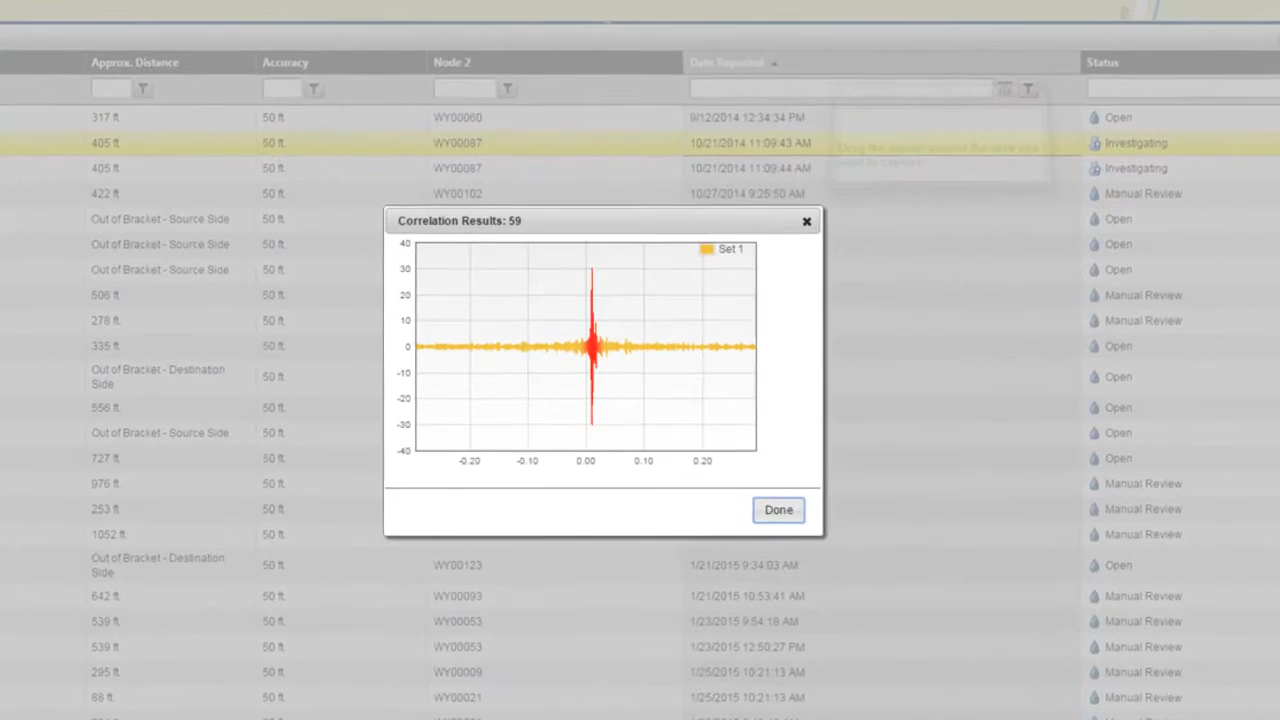 Approx. Distance Accuracy Node 2 Date Reported Status
317 ft 50 ft WY00060 9/12/2014 12:34:34 PM Open
405 ft 50 ft WY00087 10/21/2014 11:09:43 AM Investigating
405 ft 50 ft WY00087 10/21/2014 11:09:44 AM Investigating
422 ft 50 ft WY00102 10/27/2014 9:25:50 AM Manual Review
Out of Bracket - Source Side 50 ft Open
Out of Bracket - Source Side 50 ft Open
Out of Bracket - Source Side 50 ft Open
506 ft 50 ft Manual Review
278 ft 50 ft Manual Review
335 ft 50 ft Open
Out of Bracket - Destination
Side 50 ft Open
556 ft 50 ft Open
Out of Bracket - Source Side 50 ft Open
727 ft 50 ft Open
976 ft 50 ft Manual Review
253 ft 50 ft Manual Review
1052 ft 50 ft Manual Review
Out of Bracket - Destination
Side 50 ft WY00123 1/21/2015 9:34:03 AM Open
642 ft 50 ft WY00093 1/21/2015 10:53:41 AM Manual Review
539 ft 50 ft WY00053 1/23/2015 9:54:18 AM Manual Review
539 ft 50 ft WY00053 1/23/2015 12:50:27 PM Manual Review
295 ft 50 ft WY00009 1/25/2015 10:21:13 AM Manual Review
88 ft 50 ft WY00021 1/25/2015 10:21:13 AM Manual Review
Correlation Results: 59
Set 1
40
30
20
10
0
-10
-20
-30
-40
-0.20 -0.10 0.00 0.10 0.20
Done